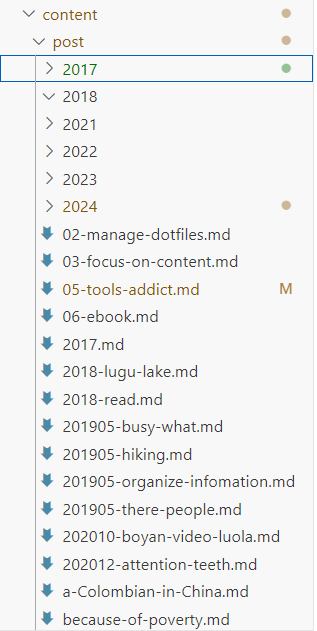 content
post
2017
2018
2021
2022
2023
2024
02-manage-dotfiles.md
03-focus-on-content.md
05-tools-addict.md M
06-ebook.md
2017.md
2018-lugu-lake.md
2018-read.md
201905-busy-what.md
201905-hiking.md
201905-organize-infomation.md
201905-there-people.md
202010-boyan-video-luola.md
202012-attention-teeth.md
a-Colombian-in-China.md
because-of-poverty.md